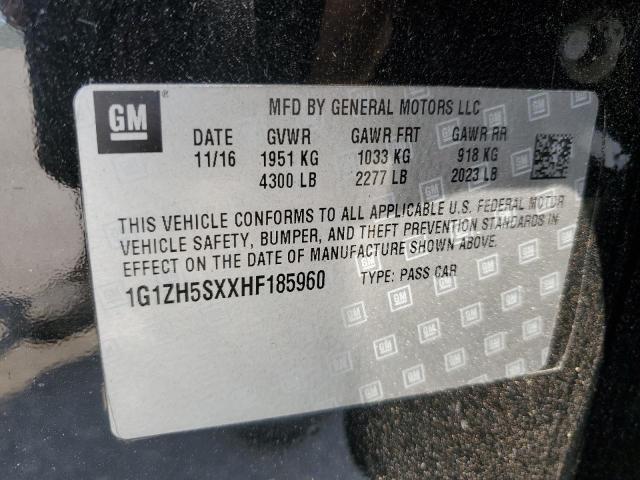 GM ®
MFD BY GENERAL MOTORS LLC
DATE GVWR GAWR FRT GAWR RR
11/16 1951 KG 1033 KG 918 KG
4300 LB 2277 LB 2023 LB
THIS VEHICLE CONFORMS TO ALL APPLICABLE U.S. FEDERAL MOTOR
VEHICLE SAFETY, BUMPER, AND THEFT PREVENTION STANDARDS IN
EFFECT ON THE DATE OF MANUFACTURE SHOWN ABOVE.
1G1ZH5SXXHF185960 TYPE: PASS CAR